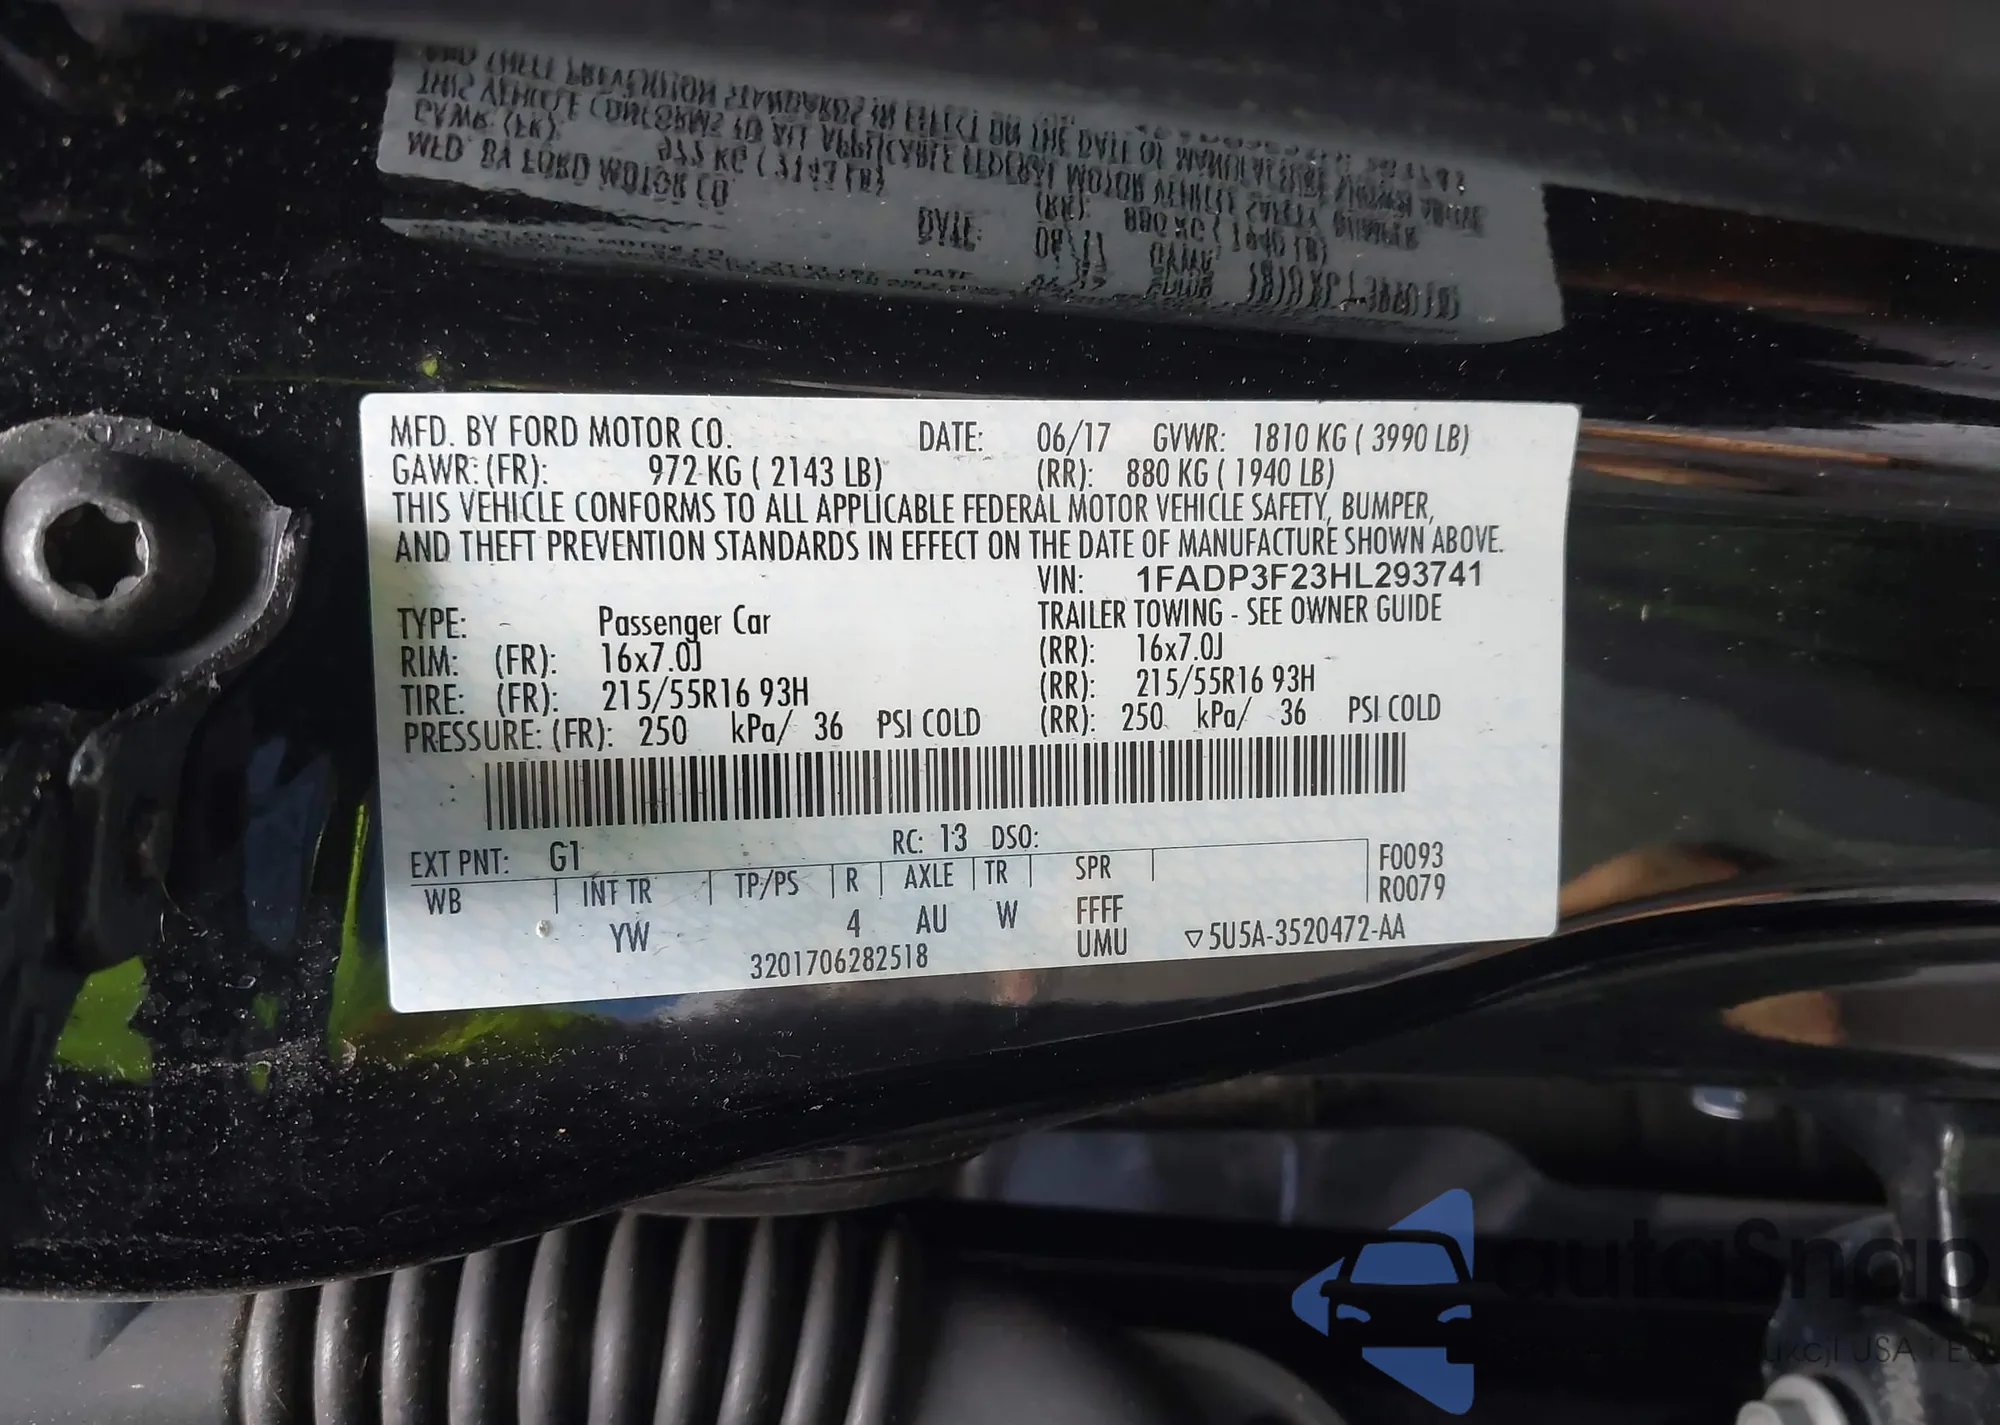 MFD. BY FORD MOTOR CO. DATE: 06/17 GVWR: 1810 KG ( 3990 LB)
GAWR: (FR): 972 KG ( 2143 LB) (RR): 880 KG ( 1940 LB)
THIS VEHICLE CONFORMS TO ALL APPLICABLE FEDERAL MOTOR VEHICLE SAFETY, BUMPER,
AND THEFT PREVENTION STANDARDS IN EFFECT ON THE DATE OF MANUFACTURE SHOWN ABOVE.
VIN: 1FADP3F23HL293741
TYPE: - Passenger Car TRAILER TOWING - SEE OWNER GUIDE
RIM: (FR): 16x7.0J (RR): 16x7.0J
TIRE: (FR): 215/55R16 93H (RR): 215/55R16 93H
PRESSURE: (FR): 250 kPa/ 36 PSI COLD (RR): 250 kPa/ 36 PSI COLD
EXT PNT: G1 RC: 13 DSO: F0093
WB INT TR TP/PS R AXLE TR SPR R0079
YW 4 AU W FFFF
3201706282518 UMU ▽5U5A-3520472-AA
autoSnap
USA i